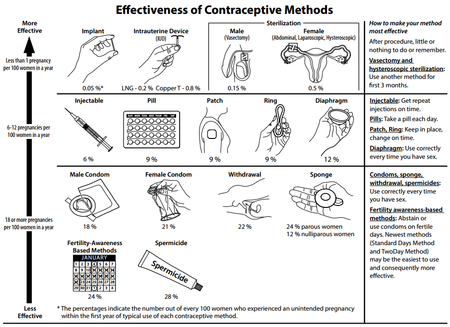 Effectiveness of Contraceptive Methods
More
Effective
Less than 1 pregnancy
per 100 women in a year
6-12 pregnancies per
100 women in a year
18 or more pregnancies
per 100 women in a year
Less
Effective
Implant
0.05 %*
Intrauterine Device
(IUD)
LNG - 0.2 % Copper T - 0.8 %
Sterilization
Male
(Vasectomy)
0.15 %
Female
(Abdominal, Laparoscopic, Hysteroscopic)
0.5 %
How to make your method
most effective
After procedure, little or
nothing to do or remember.
Vasectomy and
hysteroscopic sterilization:
Use another method for
first 3 months.
Injectable
6 %
Pill
9 %
Patch
9 %
Ring
9 %
Diaphragm
12 %
Injectable: Get repeat
injections on time.
Pills: Take a pill each day.
Patch, Ring: Keep in place,
change on time.
Diaphragm: Use correctly
every time you have sex.
Male Condom
18 %
Female Condom
21 %
Withdrawal
22 %
Sponge
24 % parous women
12 % nulliparous women
Fertility-Awareness
Based Methods
JANUARY
24 %
Spermicide
Spermicide
28 %
Condoms, sponge,
withdrawal, spermicides:
Use correctly every time
you have sex.
Fertility awareness-based
methods: Abstain or
use condoms on fertile
days. Newest methods
(Standard Days Method
and TwoDay Method)
may be the easiest to use
and consequently more
effective.
* The percentages indicate the number out of every 100 women who experienced an unintended pregnancy
within the first year of typical use of each contraceptive method.